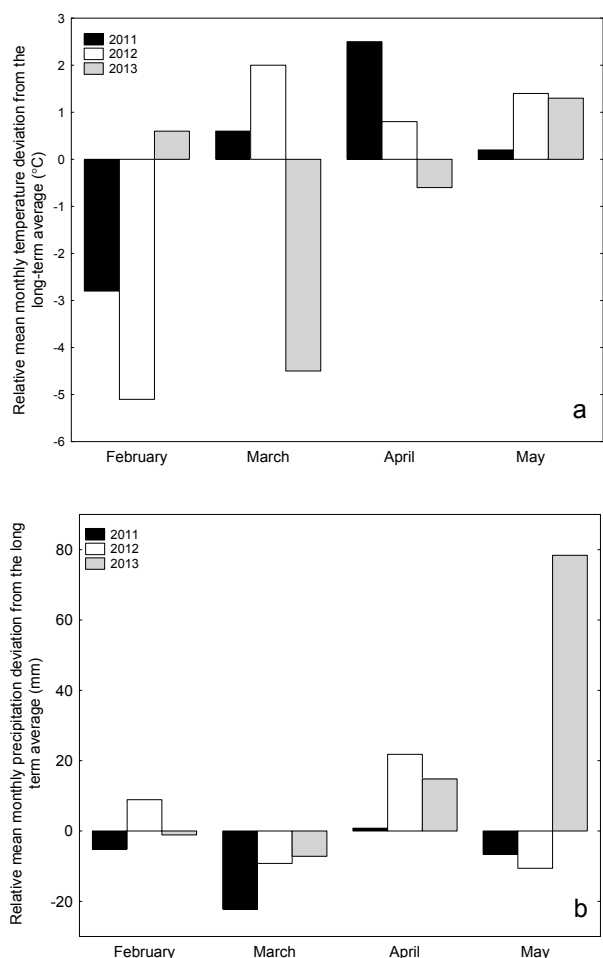 Relative mean monthly temperature deviation from the
long-term average (°C)
3
2
1
0
-1
-2
-3
-4
-5
-6
2011
2012
2013
a
February March April May
Relative mean monthly precipitation deviation from the long
term average (mm)
80
60
40
20
0
-20
2011
2012
2013
b
February March April May